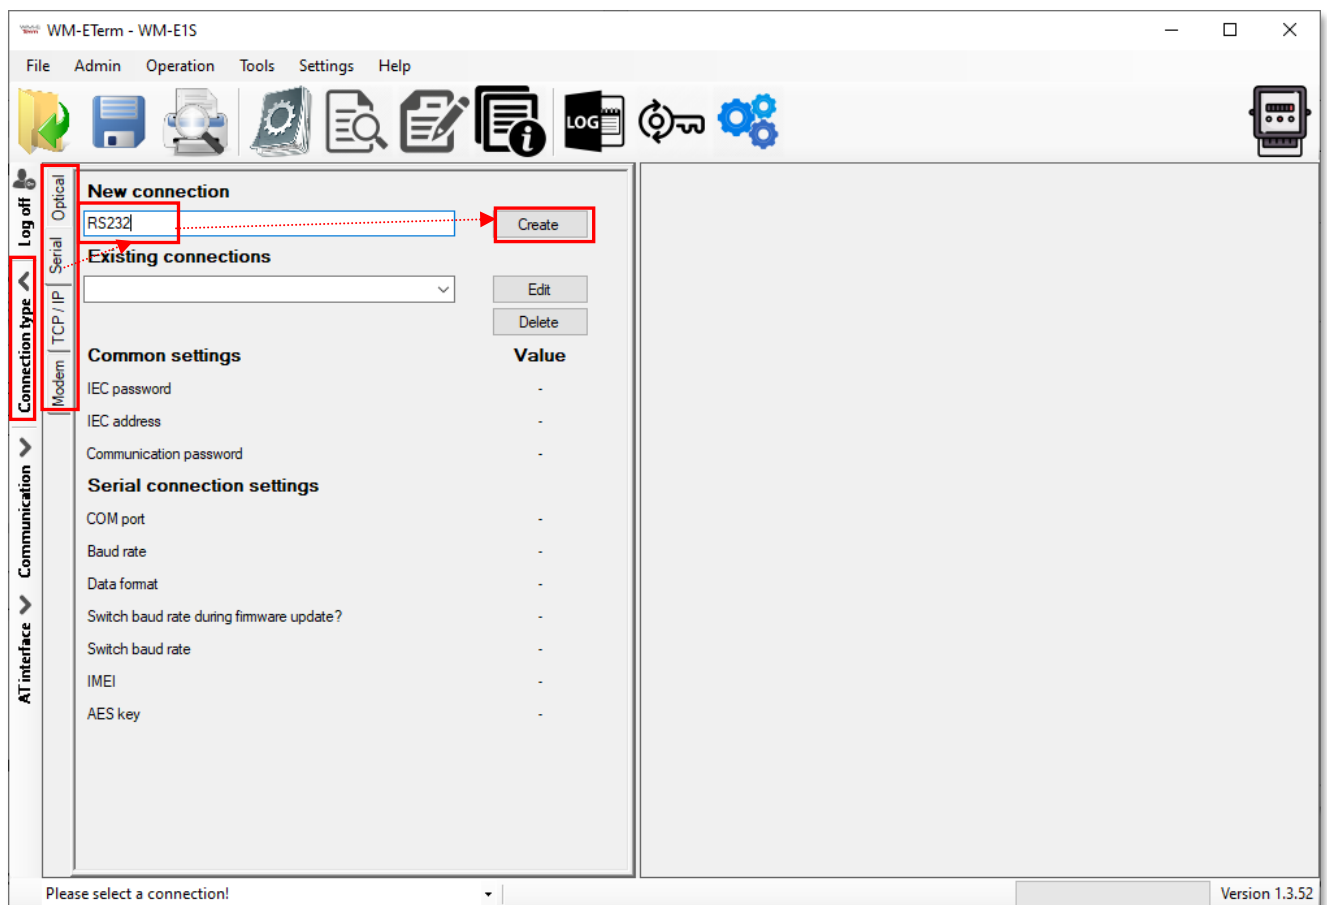 WM-ETerm - WM-E1S
File Admin Operation Tools Settings Help
LOG
Log off
Connection type
Communication
AT interface
Optical
Serial
TCP / IP
Modem
New connection
RS232
Create
Existing connections
Edit
Delete
Common settings Value
IEC password -
IEC address -
Communication password -
Serial connection settings
COM port -
Baud rate -
Data format -
Switch baud rate during firmware update? -
Switch baud rate -
IMEI -
AES key -
Please select a connection!
Version 1.3.52